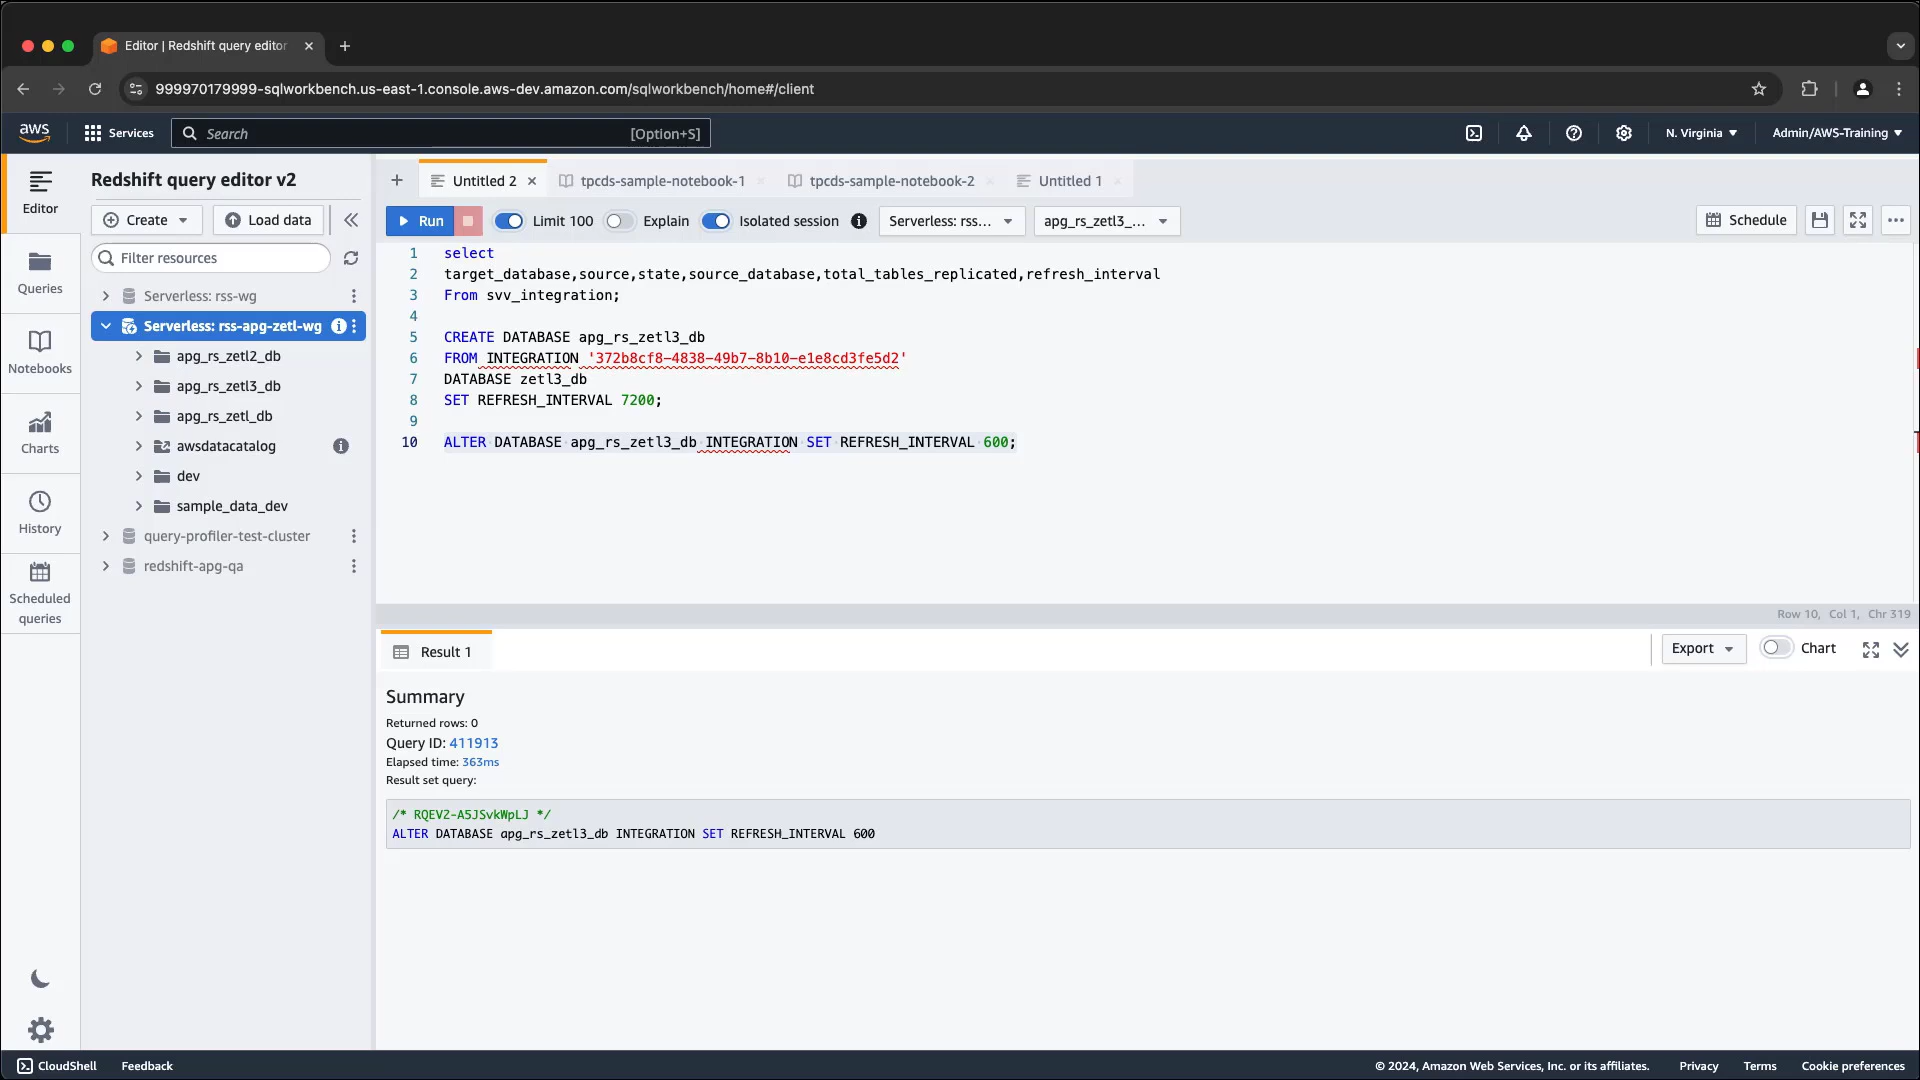 Editor | Redshift query editor
999970179999-sqlworkbench.us-east-1.console.aws-dev.amazon.com/sqlworkbench/home#/client
aws
Services
Search
[Option+S]
N. Virginia
Admin/AWS-Training
Editor
Queries
Notebooks
Charts
History
Scheduled
queries
Redshift query editor v2
Create
Load data
Filter resources
Serverless: rss-wg
Serverless: rss-apg-zetl-wg
apg_rs_zetl2_db
apg_rs_zetl3_db
apg_rs_zetl_db
awsdatacatalog
dev
sample_data_dev
query-profiler-test-cluster
redshift-apg-qa
Untitled 2
tpcds-sample-notebook-1
tpcds-sample-notebook-2
Untitled 1
Run
Limit 100
Explain
Isolated session
Serverless: rss...
apg_rs_zetl3_...
Schedule
1 select
2 target_database,source,state,source_database,total_tables_replicated,refresh_interval
3 From svv_integration;
4
5 CREATE DATABASE apg_rs_zetl3_db
6 FROM INTEGRATION '372b8cf8-4838-49b7-8b10-e1e8cd3fe5d2'
7 DATABASE zetl3_db
8 SET REFRESH_INTERVAL 7200;
9
10 ALTER DATABASE apg_rs_zetl3_db INTEGRATION SET REFRESH_INTERVAL 600;
Row 10, Col 1, Chr 319
Result 1
Export
Chart
Summary
Returned rows: 0
Query ID: 411913
Elapsed time: 363ms
Result set query:
/* RQEV2-A5JSvkWpLJ */
ALTER DATABASE apg_rs_zetl3_db INTEGRATION SET REFRESH_INTERVAL 600
CloudShell
Feedback
© 2024, Amazon Web Services, Inc. or its affiliates.
Privacy
Terms
Cookie preferences